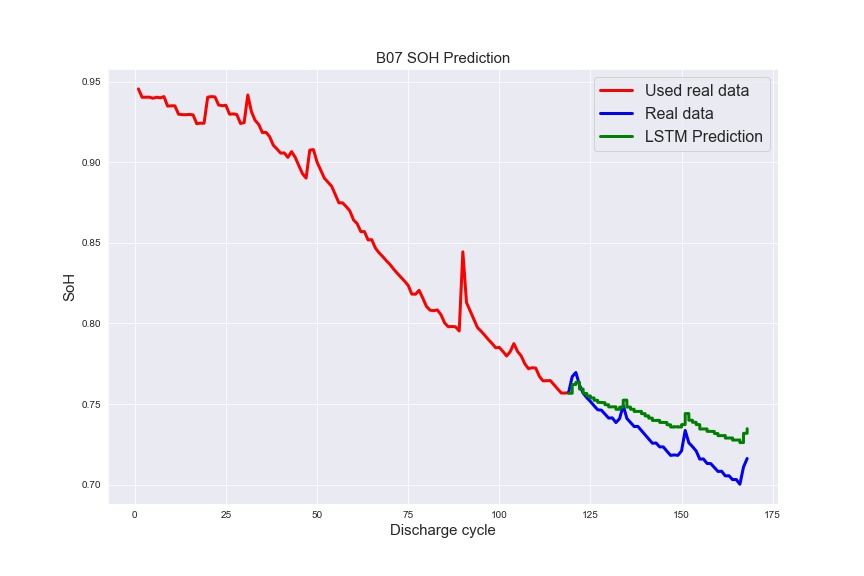 B07 SOH Prediction
Used real data
Real data
LSTM Prediction
SoH
0.95
0.90
0.85
0.80
0.75
0.70
0 25 50 75 100 125 150 175
Discharge cycle